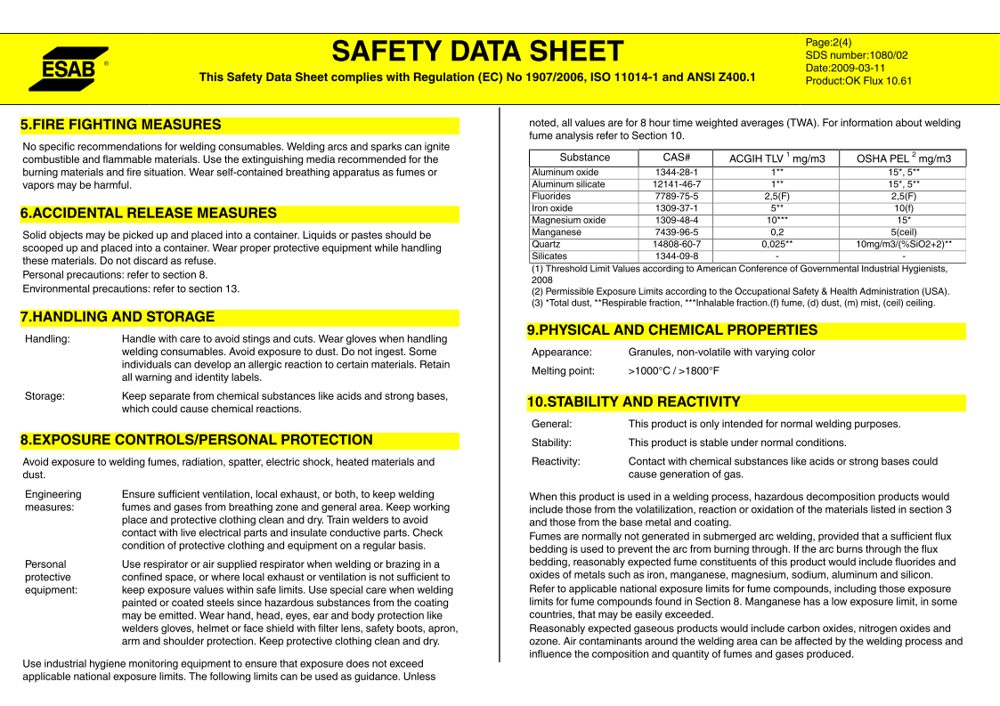 ESAB ®
SAFETY DATA SHEET
This Safety Data Sheet complies with Regulation (EC) No 1907/2006, ISO 11014-1 and ANSI Z400.1
Page:2(4)
SDS number:1080/02
Date:2009-03-11
Product:OK Flux 10.61
5.FIRE FIGHTING MEASURES
No specific recommendations for welding consumables. Welding arcs and sparks can ignite
combustible and flammable materials. Use the extinguishing media recommended for the
burning materials and fire situation. Wear self-contained breathing apparatus as fumes or
vapors may be harmful.
6.ACCIDENTAL RELEASE MEASURES
Solid objects may be picked up and placed into a container. Liquids or pastes should be
scooped up and placed into a container. Wear proper protective equipment while handling
these materials. Do not discard as refuse.
Personal precautions: refer to section 8.
Environmental precautions: refer to section 13.
7.HANDLING AND STORAGE
Handling: Handle with care to avoid stings and cuts. Wear gloves when handling
welding consumables. Avoid exposure to dust. Do not ingest. Some
individuals can develop an allergic reaction to certain materials. Retain
all warning and identity labels.
Storage: Keep separate from chemical substances like acids and strong bases,
which could cause chemical reactions.
8.EXPOSURE CONTROLS/PERSONAL PROTECTION
Avoid exposure to welding fumes, radiation, spatter, electric shock, heated materials and
dust.
Engineering Ensure sufficient ventilation, local exhaust, or both, to keep welding
measures: fumes and gases from breathing zone and general area. Keep working
place and protective clothing clean and dry. Train welders to avoid
contact with live electrical parts and insulate conductive parts. Check
condition of protective clothing and equipment on a regular basis.
Personal Use respirator or air supplied respirator when welding or brazing in a
protective confined space, or where local exhaust or ventilation is not sufficient to
equipment: keep exposure values within safe limits. Use special care when welding
painted or coated steels since hazardous substances from the coating
may be emitted. Wear hand, head, eyes, ear and body protection like
welders gloves, helmet or face shield with filter lens, safety boots, apron,
arm and shoulder protection. Keep protective clothing clean and dry.
Use industrial hygiene monitoring equipment to ensure that exposure does not exceed
applicable national exposure limits. The following limits can be used as guidance. Unless
noted, all values are for 8 hour time weighted averages (TWA). For information about welding
fume analysis refer to Section 10.
Substance CAS# ACGIH TLV 1 mg/m3 OSHA PEL 2 mg/m3
Aluminum oxide 1344-28-1 1** 15*, 5**
Aluminum silicate 12141-46-7 1** 15*, 5**
Fluorides 7789-75-5 2,5(F) 2,5(F)
Iron oxide 1309-37-1 5** 10(f)
Magnesium oxide 1309-48-4 10*** 15*
Manganese 7439-96-5 0,2 5(ceil)
Quartz 14808-60-7 0,025** 10mg/m3/(%SiO2+2)**
Silicates 1344-09-8 - -
(1) Threshold Limit Values according to American Conference of Governmental Industrial Hygienists,
2008
(2) Permissible Exposure Limits according to the Occupational Safety & Health Administration (USA).
(3) *Total dust, **Respirable fraction, ***Inhalable fraction.(f) fume, (d) dust, (m) mist, (ceil) ceiling.
9.PHYSICAL AND CHEMICAL PROPERTIES
Appearance: Granules, non-volatile with varying color
Melting point: >1000°C / >1800°F
10.STABILITY AND REACTIVITY
General: This product is only intended for normal welding purposes.
Stability: This product is stable under normal conditions.
Reactivity: Contact with chemical substances like acids or strong bases could
cause generation of gas.
When this product is used in a welding process, hazardous decomposition products would
include those from the volatilization, reaction or oxidation of the materials listed in section 3
and those from the base metal and coating.
Fumes are normally not generated in submerged arc welding, provided that a sufficient flux
bedding is used to prevent the arc from burning through. If the arc burns through the flux
bedding, reasonably expected fume constituents of this product would include fluorides and
oxides of metals such as iron, manganese, magnesium, sodium, aluminum and silicon.
Refer to applicable national exposure limits for fume compounds, including those exposure
limits for fume compounds found in Section 8. Manganese has a low exposure limit, in some
countries, that may be easily exceeded.
Reasonably expected gaseous products would include carbon oxides, nitrogen oxides and
ozone. Air contaminants around the welding area can be affected by the welding process and
influence the composition and quantity of fumes and gases produced.